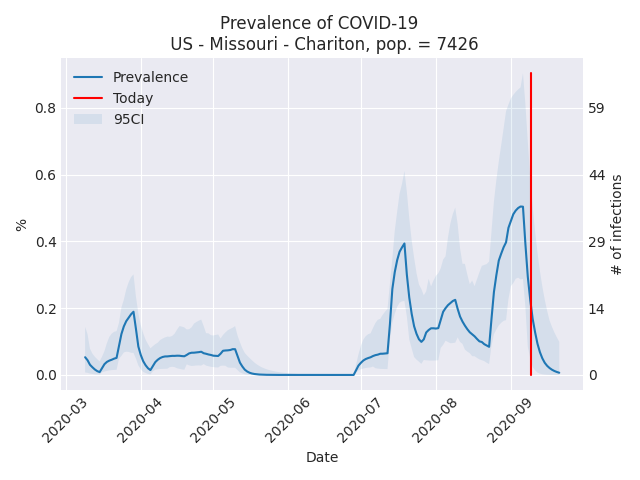 Prevalence of COVID-19
US - Missouri - Chariton, pop. = 7426
Prevalence
Today
95CI
0.8
0.6
0.4
0.2
0.0
%
59
44
29
14
0
# of infections
2020-03
2020-04
2020-05
2020-06
2020-07
2020-08
2020-09
Date